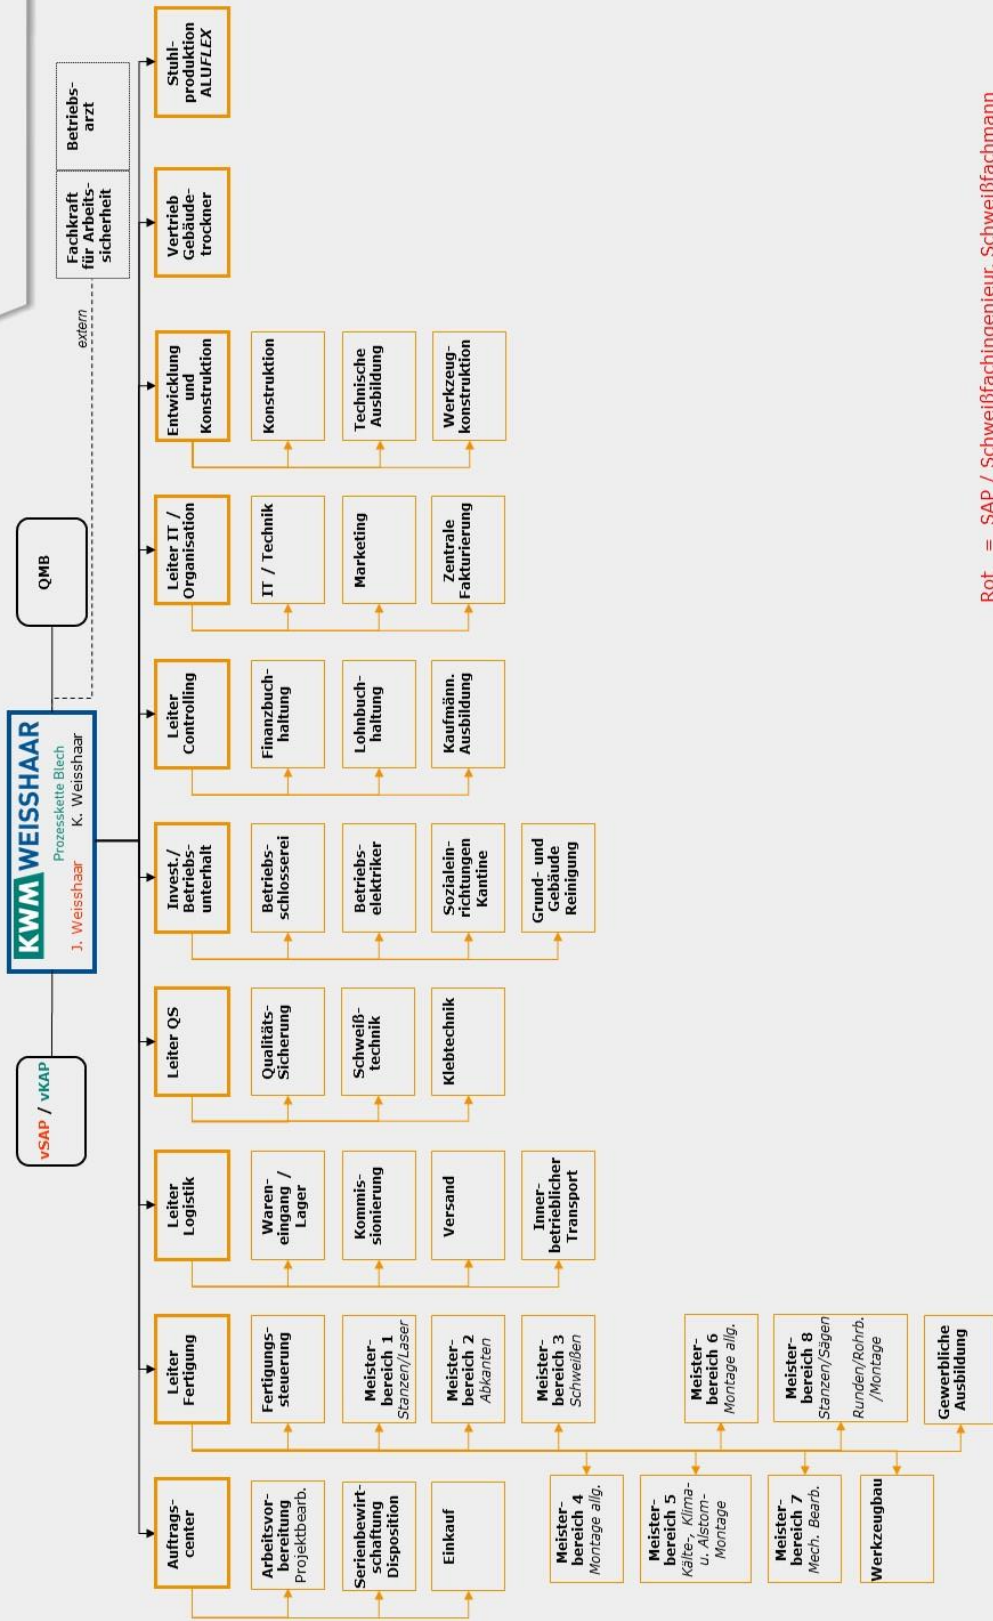 KWM WEISSHAAR
Prozesskette Blech
J. Weisshaar K. Weisshaar
vSAP / vKAP
QMB
extern
Fachkraft
für Arbeits-
sicherheit
Betriebs-
arzt
Auftrags-
center
Arbeitsvor-
bereitung
Projektbearb.
Serienbewirt-
schaftung
Disposition
Einkauf
Leiter
Fertigung
Fertigungs-
steuerung
Meister-
bereich 1
Stanzen/Laser
Meister-
bereich 2
Abkanten
Meister-
bereich 3
Schweißen
Meister-
bereich 4
Montage allg.
Meister-
bereich 5
Kälte-, Klima-
u. Alstom-
Montage
Meister-
bereich 6
Montage allg.
Meister-
bereich 7
Mech. Bearb.
Meister-
bereich 8
Stanzen/Sägen
Runden/Rohrb.
/Montage
Werkzeugbau
Gewerbliche
Ausbildung
Leiter
Logistik
Waren-
eingang /
Lager
Kommis-
sionierung
Versand
Inner-
betrieblicher
Transport
Leiter QS
Qualitäts-
Sicherung
Schweiß-
technik
Klebtechnik
Invest./
Betriebs-
unterhalt
Betriebs-
schlosserei
Betriebs-
elektriker
Sozialein-
richtungen
Kantine
Grund- und
Gebäude
Reinigung
Leiter
Controlling
Finanzbuch-
haltung
Lohnbuch-
haltung
Kaufmänn.
Ausbildung
Leiter IT /
Organisation
IT / Technik
Marketing
Zentrale
Fakturierung
Entwicklung
und
Konstruktion
Konstruktion
Technische
Ausbildung
Werkzeug-
konstruktion
Vertrieb
Gebäude-
trockner
Stuhl-
produktion
ALUFLEX
Rot = SAP / Schweißfachingenieur, Schweißfachmann